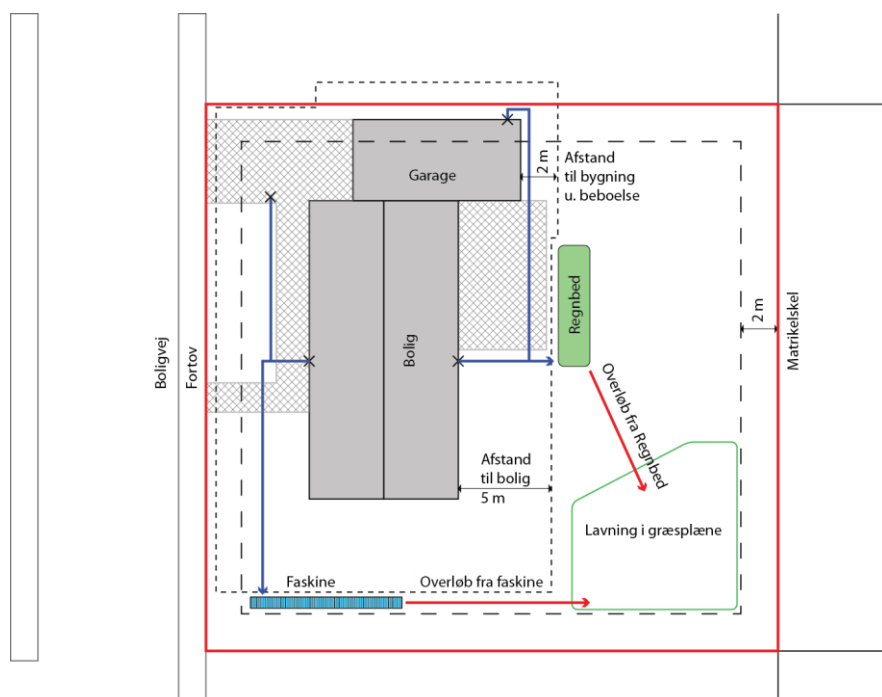 Garage
2 m
Afstand
til bygning
u. beboelse
Boligvej
Fortov
Bolig
Regnbed
2 m
Matrikelskel
Overløb fra Regnbed
Afstand
til bolig
5 m
Lavning i græsplæne
Faskine
Overløb fra faskine